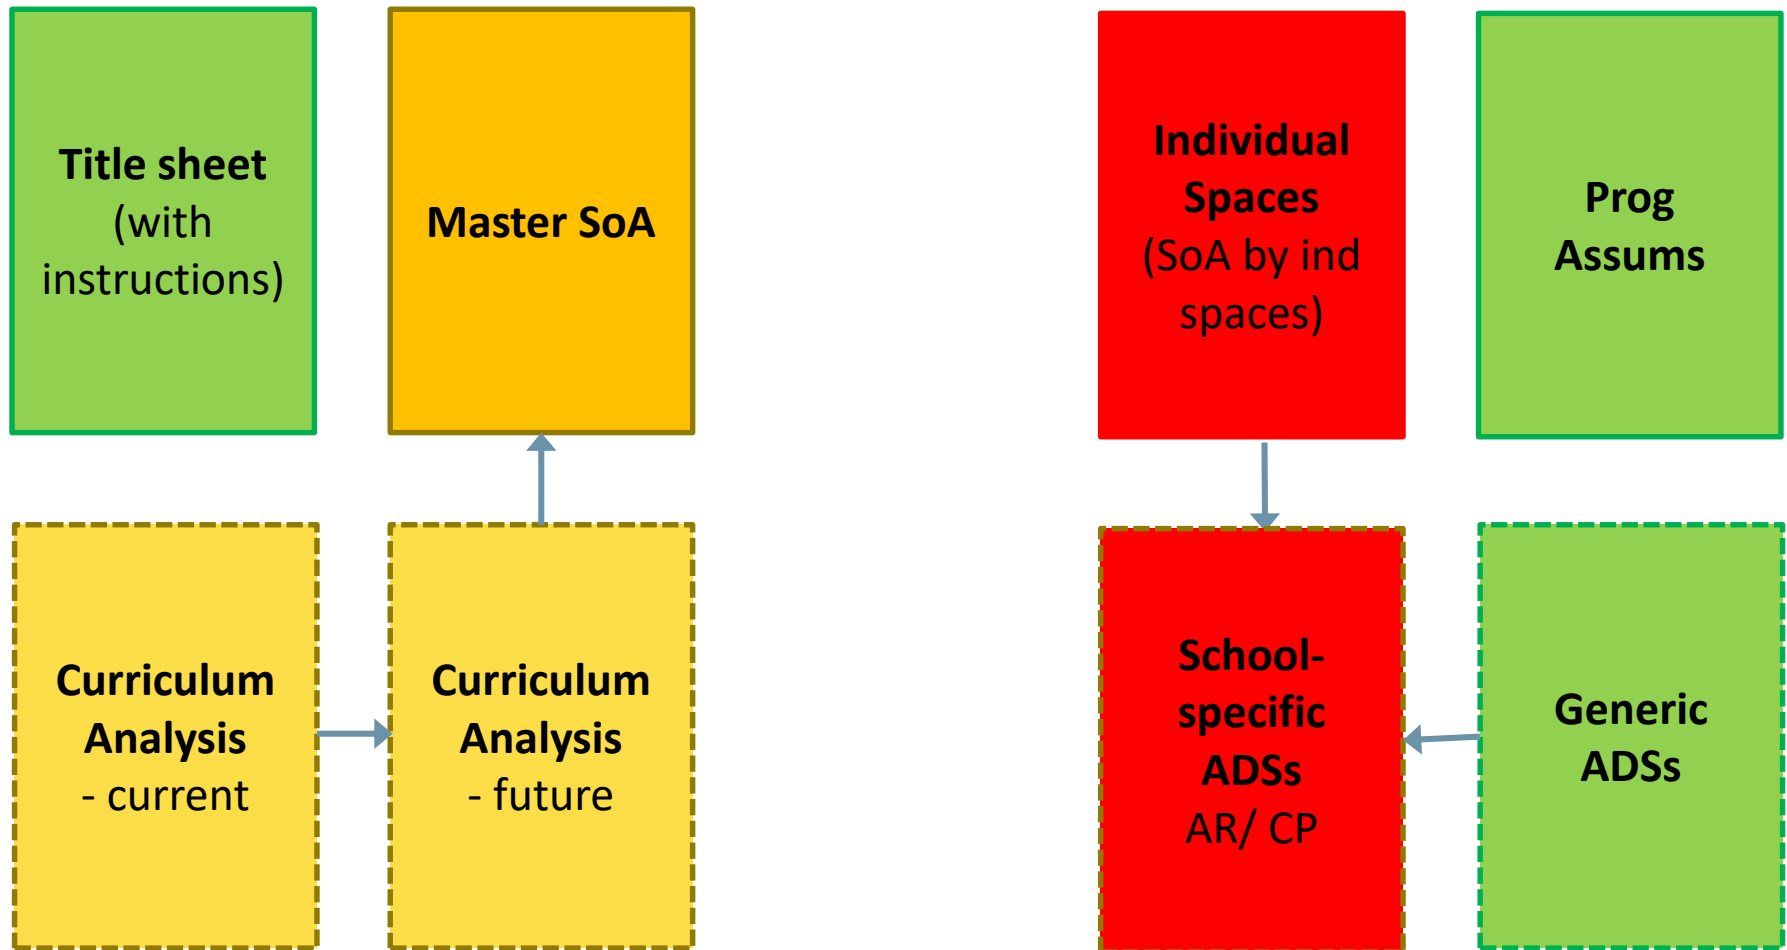 Title sheet
(with
instructions)
Master SoA
Individual
Spaces
(SoA by ind
spaces)
Prog
Assums
Curriculum
Analysis
- current
Curriculum
Analysis
- future
School-
specific
ADSs
AR/ CP
Generic
ADSs